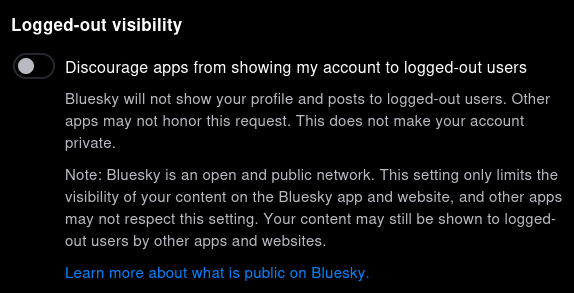 Logged-out visibility
Discourage apps from showing my account to logged-out users
Bluesky will not show your profile and posts to logged-out users. Other
apps may not honor this request. This does not make your account
private.
Note: Bluesky is an open and public network. This setting only limits the
visibility of your content on the Bluesky app and website, and other apps
may not respect this setting. Your content may still be shown to logged-
out users by other apps and websites.
Learn more about what is public on Bluesky.